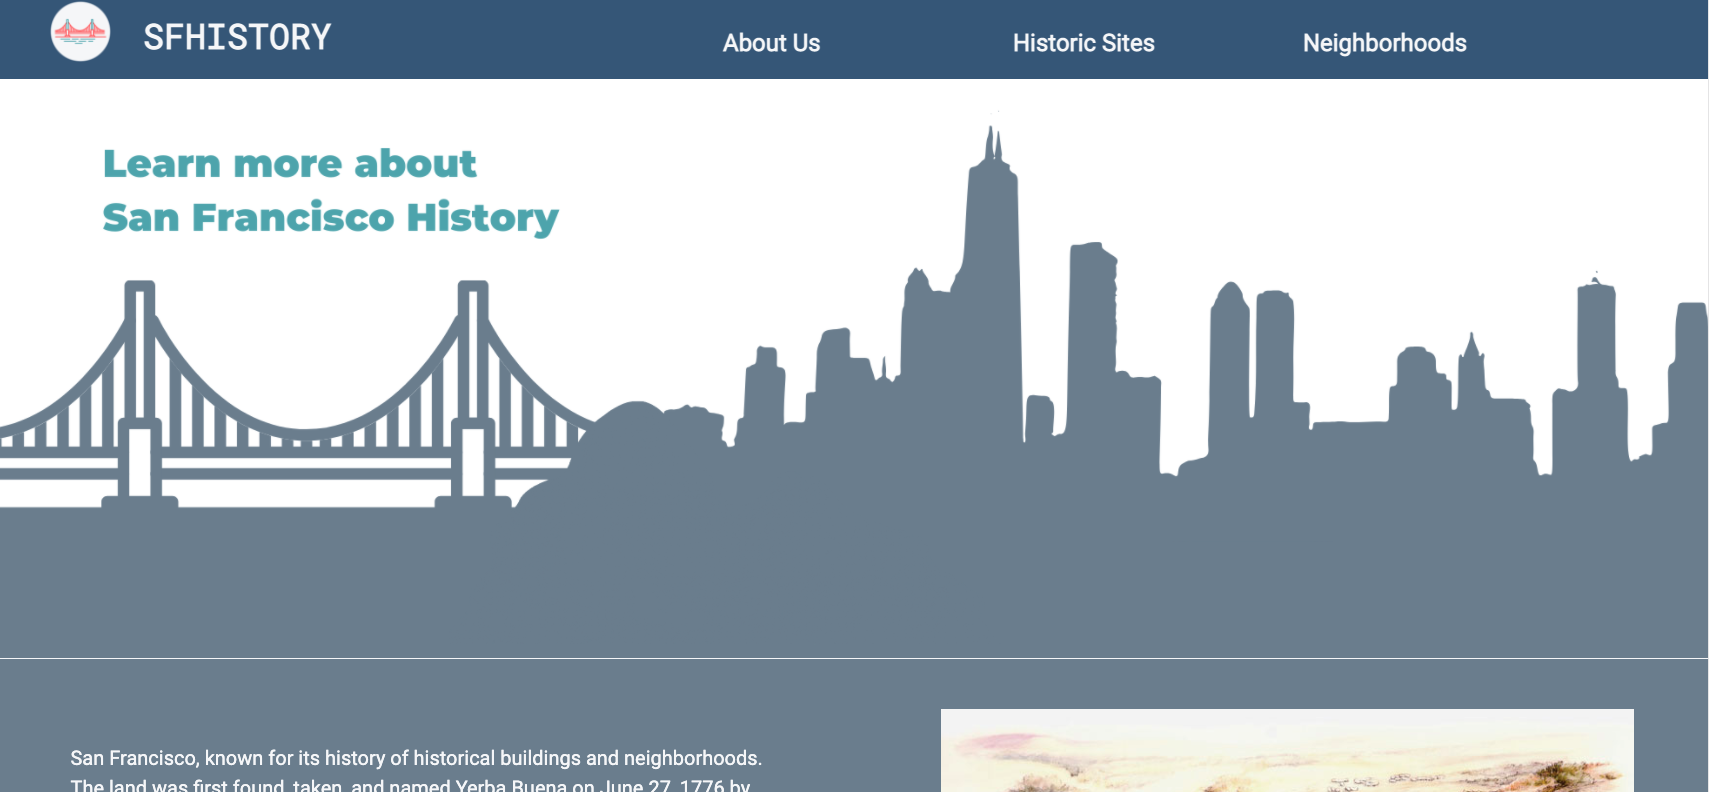 SFHISTORY
About Us
Historic Sites
Neighborhoods
Learn more about
San Francisco History
San Francisco, known for its history of historical buildings and neighborhoods.
The land was first found, taken, and named Yerba Buena on June 27, 1776 by